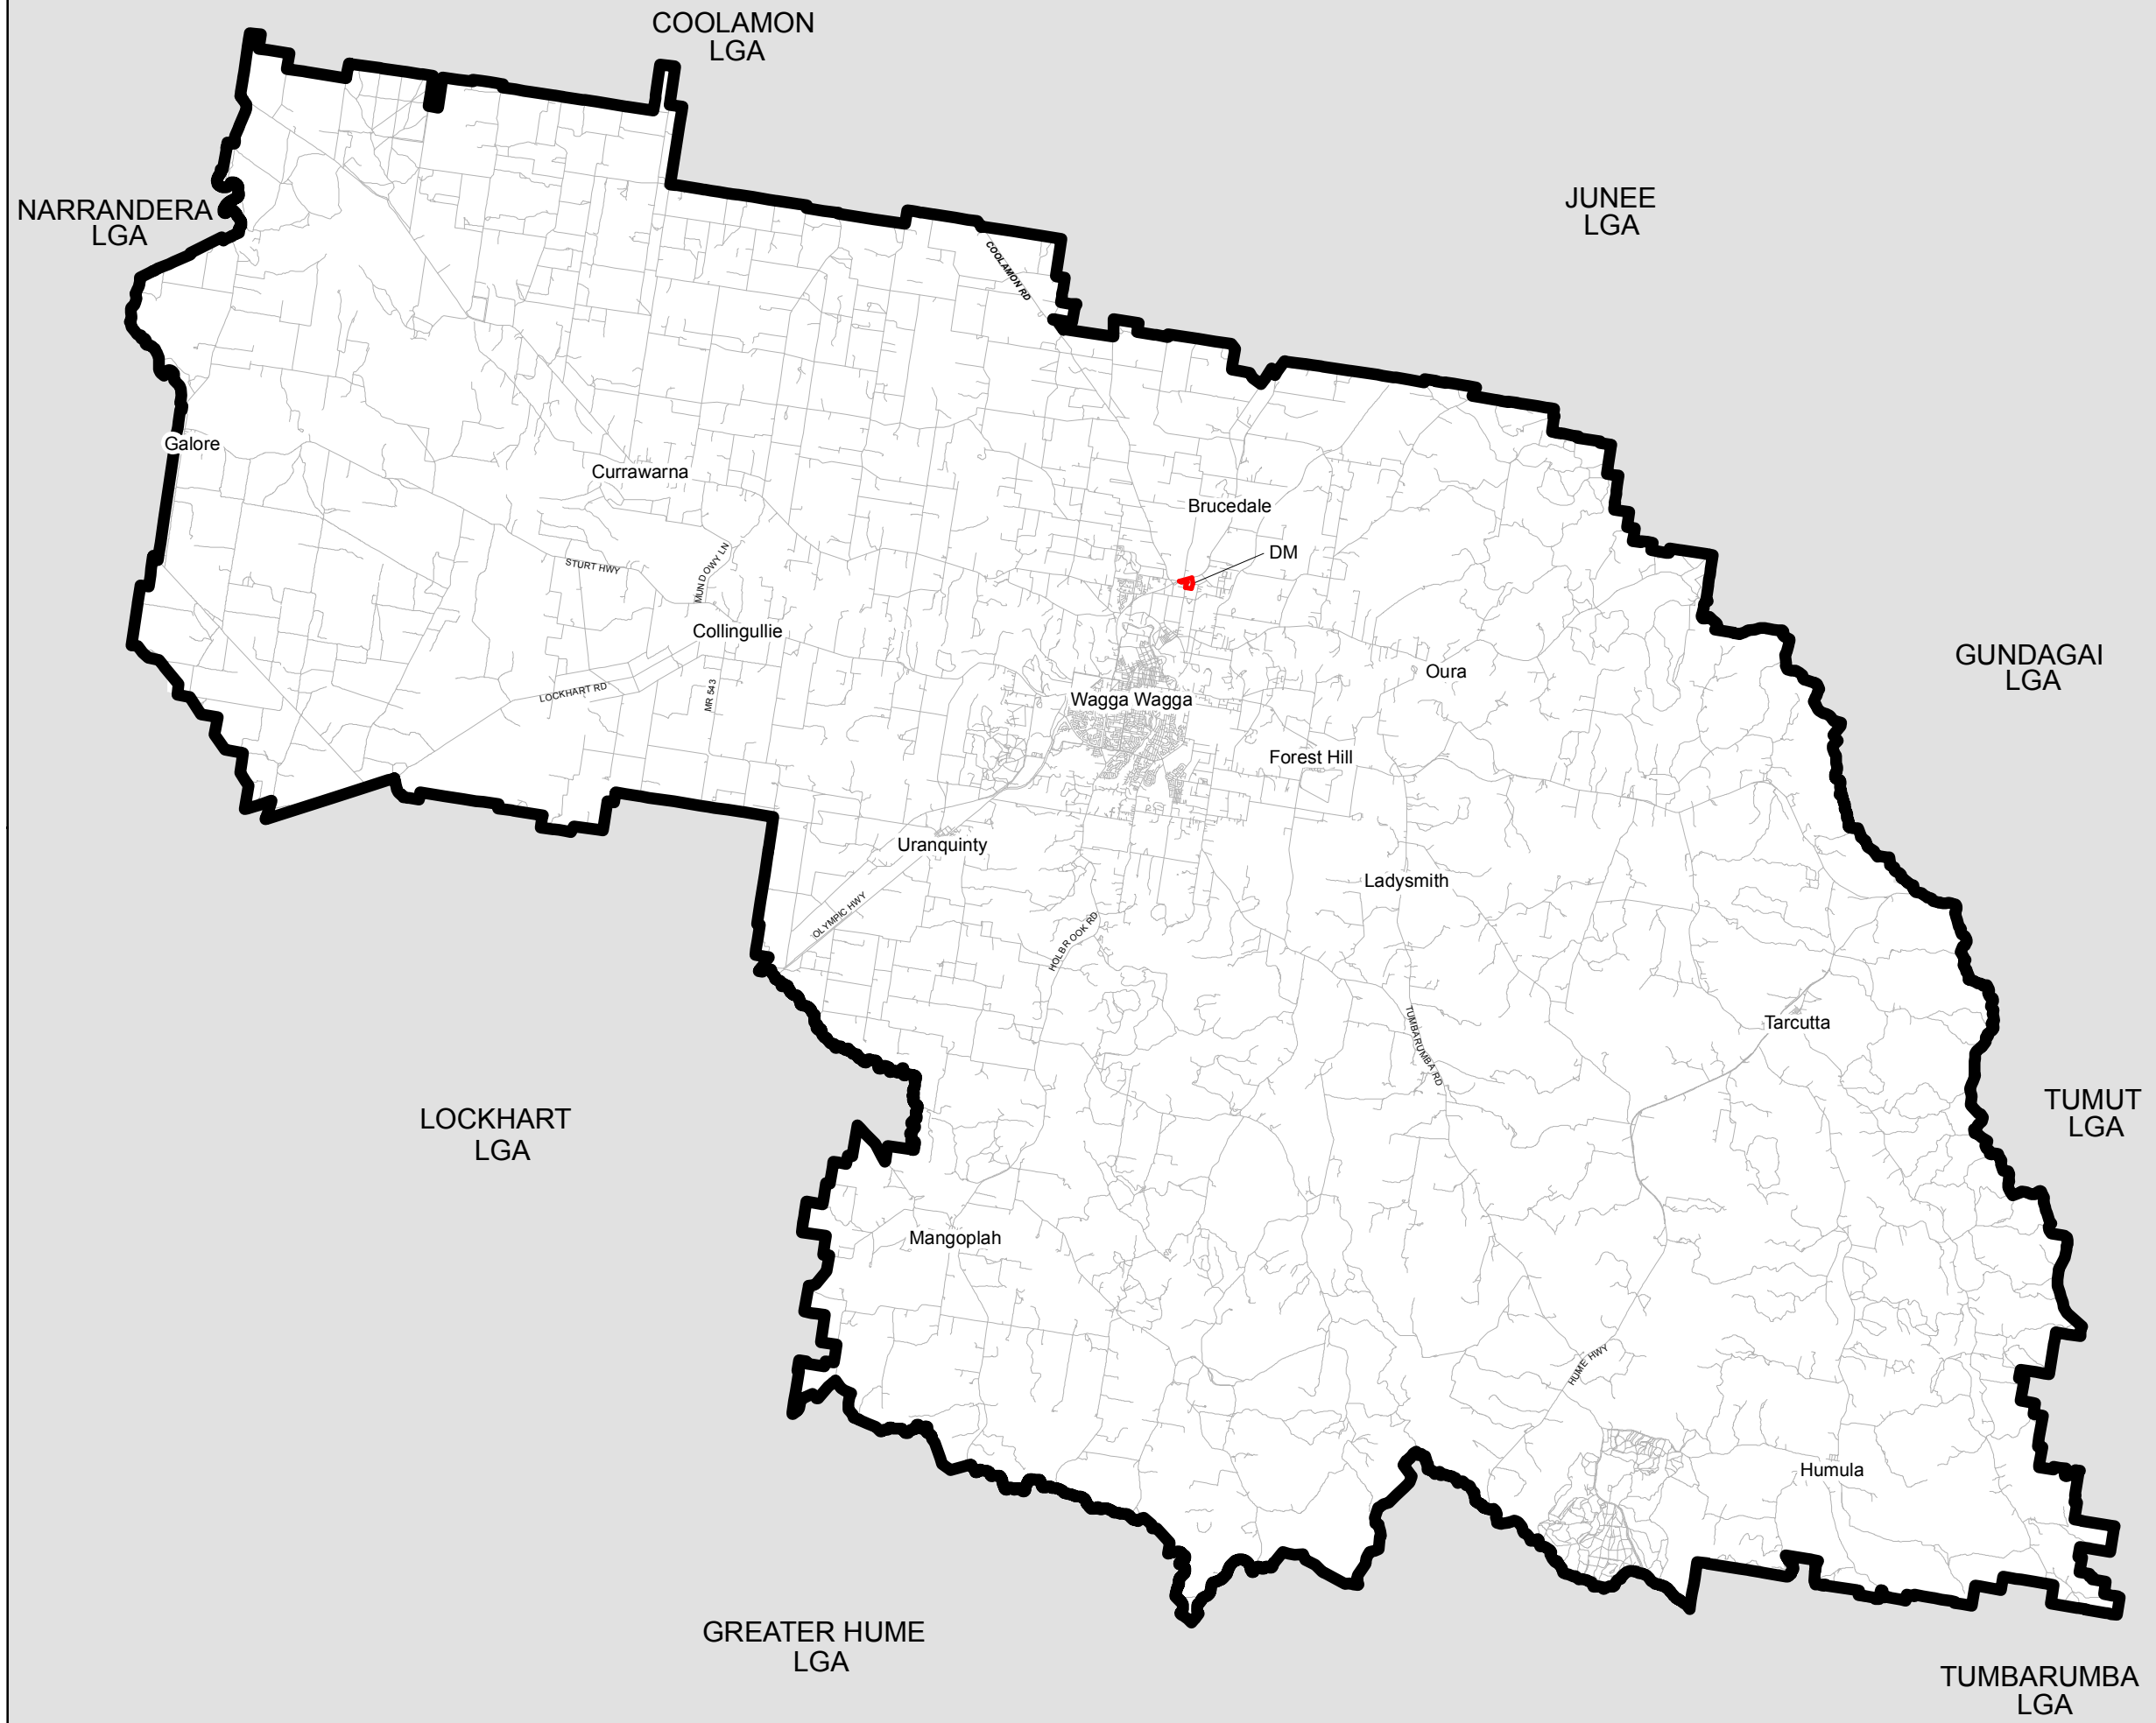 COOLAMON
LGA
NARRANDERA
LGA
JUNEE
LGA
COOLAMON RD
Galore
Currawarna
Brucedale
DM
STURT HWY
MUNDOWY LN
Collingullie
GUNDAGAI
LGA
Oura
LOCKHART RD
MR 543
Wagga Wagga
Forest Hill
Uranquinty
Ladysmith
OLYMPIC HWY
HOLBROOK RD
Tarcutta
TUMBARUMBA RD
TUMUT
LGA
LOCKHART
LGA
Mangoplah
HUME HWY
Humula
GREATER HUME
LGA
TUMBARUMBA
LGA